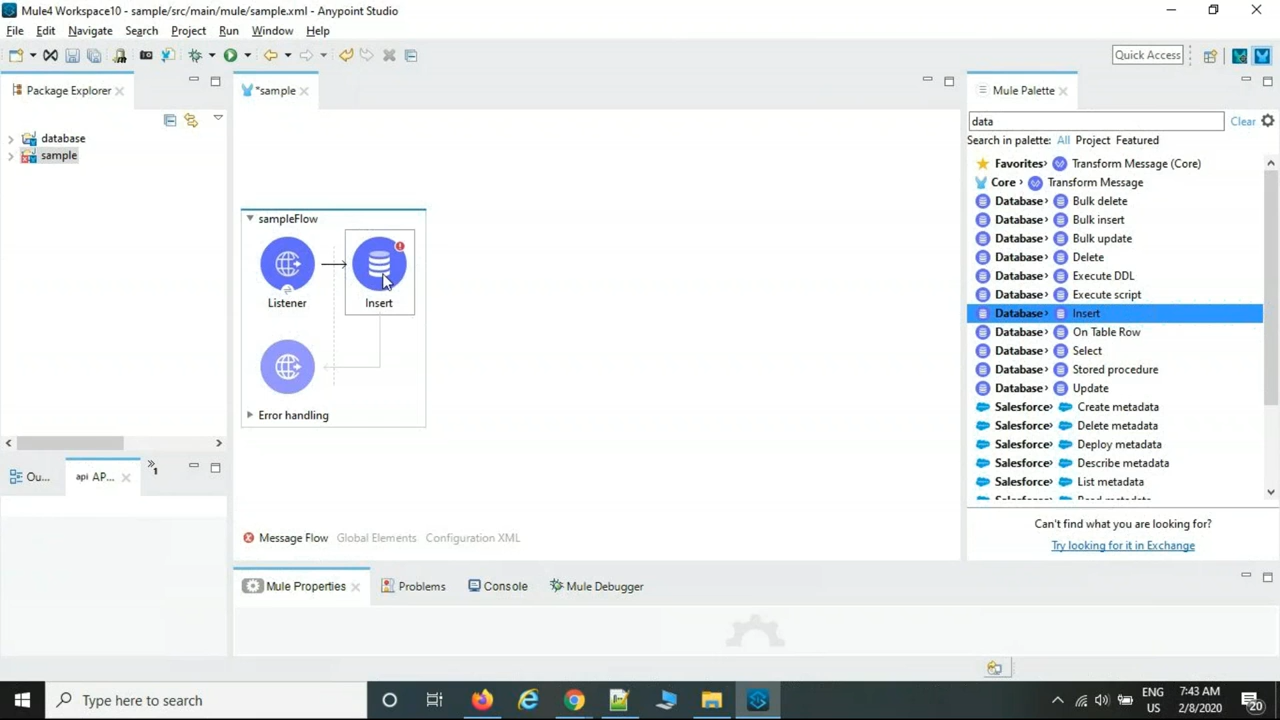 Mule4 Workspace10 - sample/src/main/mule/sample.xml - Anypoint Studio
File Edit Navigate Search Project Run Window Help
Quick Access
Package Explorer
database
sample
Ou...
api AP...
1
*sample
sampleFlow
Listener
Insert
Error handling
Message Flow Global Elements Configuration XML
Mule Palette
data
Clear
Search in palette: All Project Featured
Favorites› Transform Message (Core)
Core › Transform Message
Database› Bulk delete
Database› Bulk insert
Database› Bulk update
Database› Delete
Database› Execute DDL
Database› Execute script
Database› Insert
Database› On Table Row
Database› Select
Database› Stored procedure
Database› Update
Salesforce› Create metadata
Salesforce› Delete metadata
Salesforce› Deploy metadata
Salesforce› Describe metadata
Salesforce› List metadata
Salesforce› Read metadata
Can't find what you are looking for?
Try looking for it in Exchange
Mule Properties Problems Console Mule Debugger
Type here to search
ENG
US
7:43 AM
2/8/2020
20